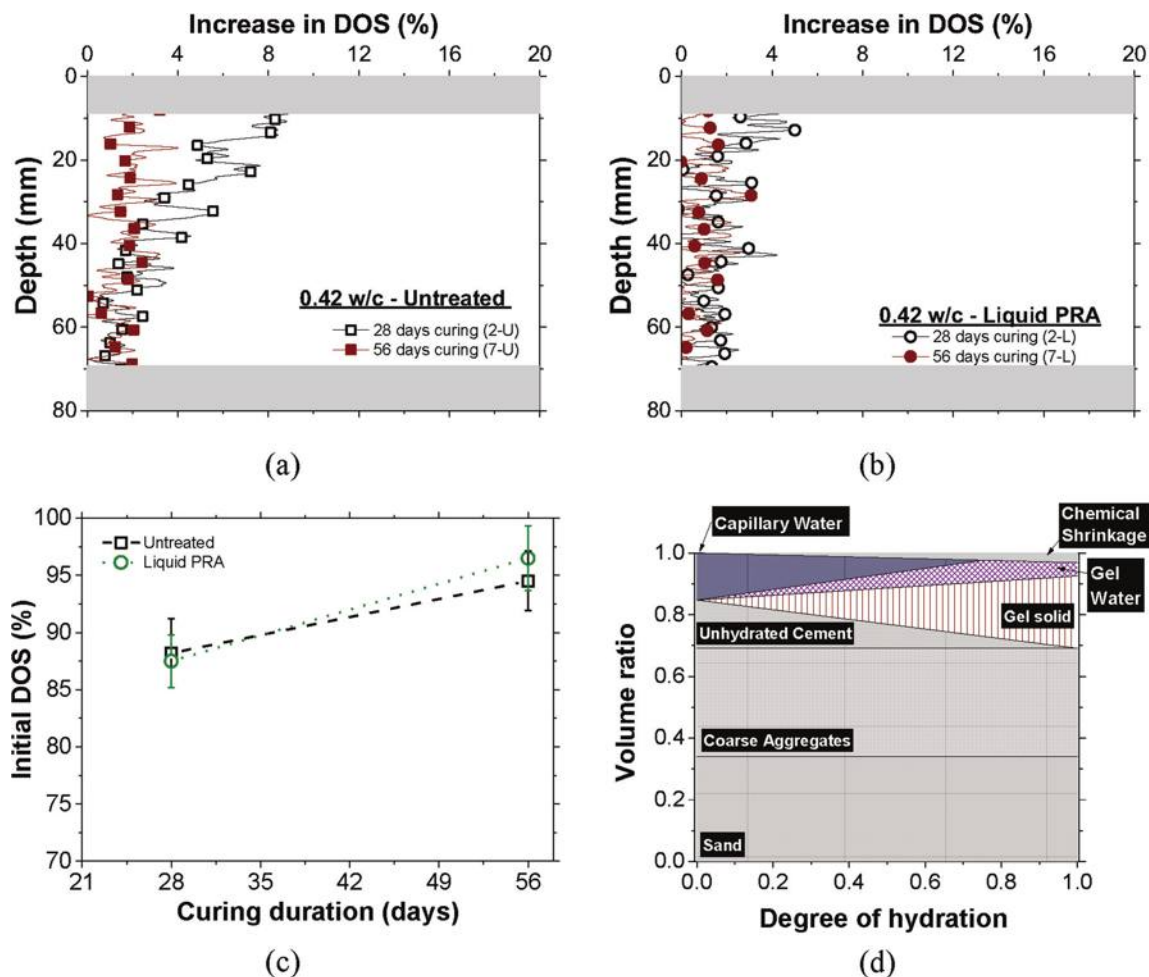 Increase in DOS (%)
0 4 8 12 16 20
0
20
40
60
80
Depth (mm)
0.42 w/c - Untreated
28 days curing (2-U)
56 days curing (7-U)
(a)
Increase in DOS (%)
0 4 8 12 16 20
0
20
40
60
80
Depth (mm)
0.42 w/c - Liquid PRA
28 days curing (2-L)
56 days curing (7-L)
(b)
100
95
90
85
80
75
70
Initial DOS (%)
Untreated
Liquid PRA
21 28 35 42 49 56
Curing duration (days)
(c)
Capillary Water
Chemical
Shrinkage
Gel
Water
Gel solid
Unhydrated Cement
Coarse Aggregates
Sand
1.0
0.8
0.6
0.4
0.2
0.0
Volume ratio
0.0 0.2 0.4 0.6 0.8 1.0
Degree of hydration
(d)